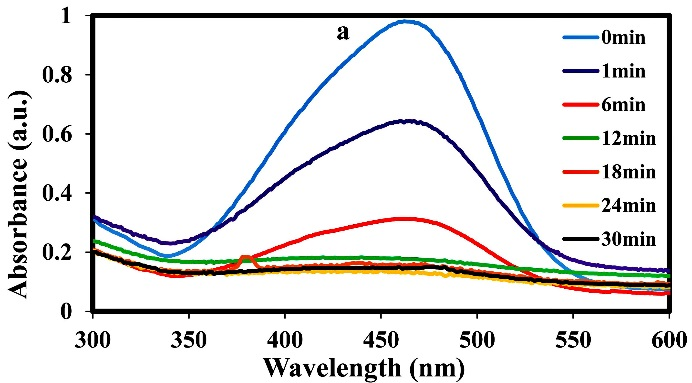 a
1
0.8
0.6
0.4
0.2
0
Absorbance (a.u.)
300 350 400 450 500 550 600
Wavelength (nm)
0min
1min
6min
12min
18min
24min
30min